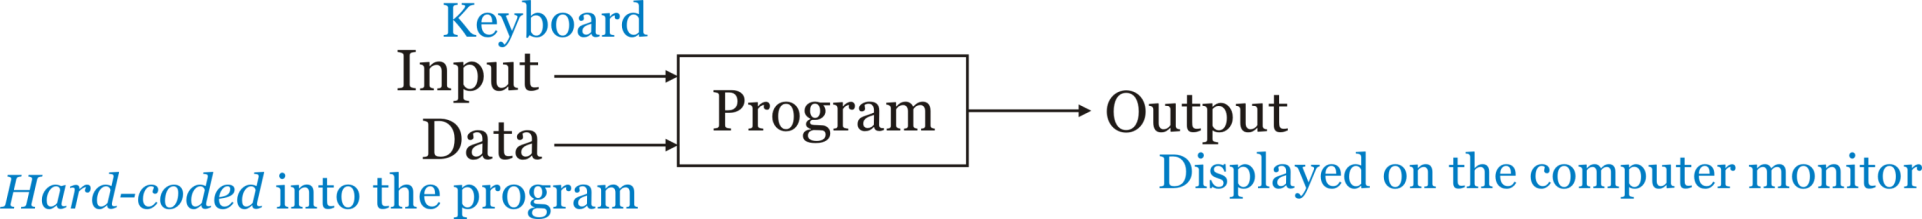 Keyboard
Input
Data
Hard-coded into the program
Program
Output
Displayed on the computer monitor